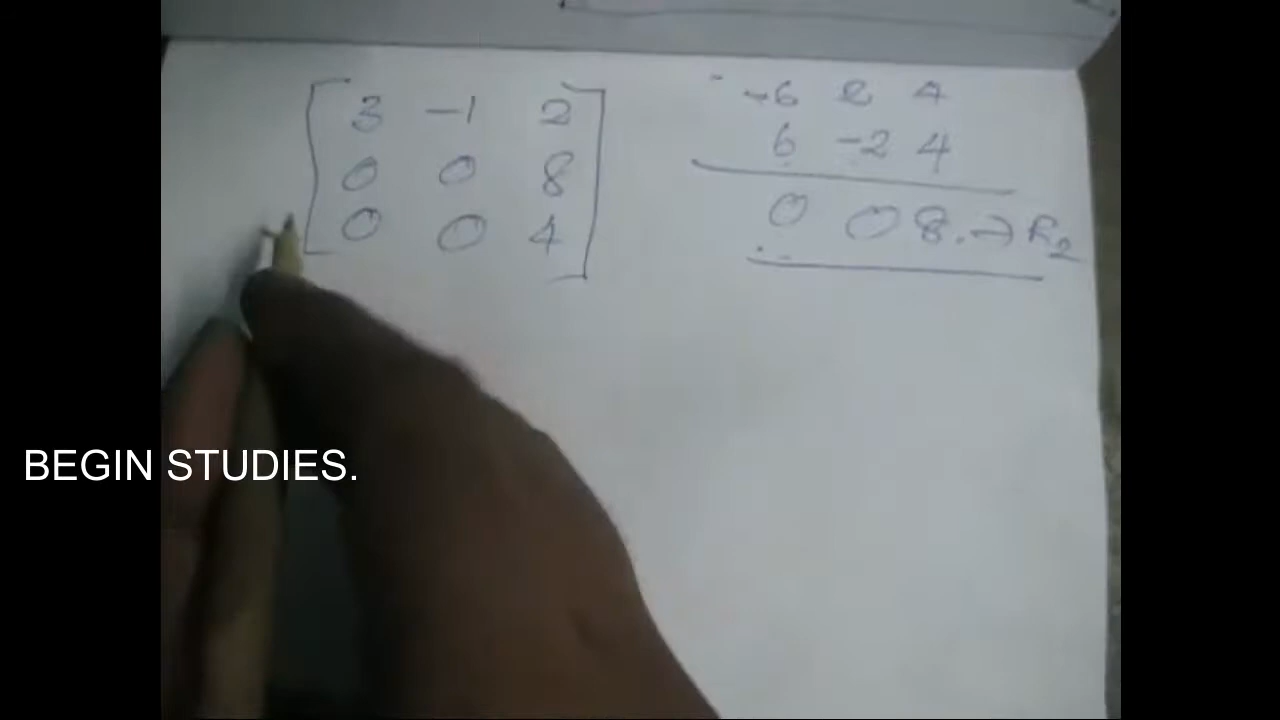 3 -1 2
0 0 8
0 0 4
-6 2 4
6 -2 4
0 0 8. → R2
BEGIN STUDIES.